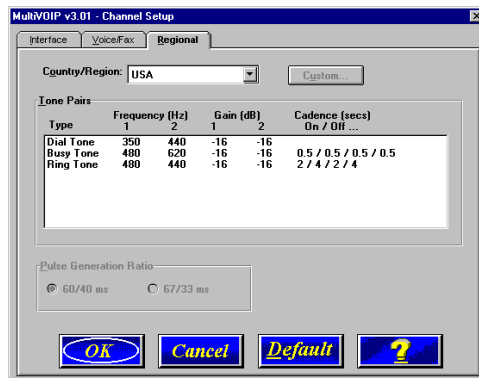 MultiVOIP v3.01 - Channel Setup
Interface Voice/Fax Regional
Country/Region: USA Custom...
Tone Pairs
Frequency (Hz) Gain (dB) Cadence (secs)
Type 1 2 1 2 On / Off ...
Dial Tone 350 440 -16 -16
Busy Tone 480 620 -16 -16 0.5 / 0.5 / 0.5 / 0.5
Ring Tone 480 440 -16 -16 2 / 4 / 2 / 4
Pulse Generation Ratio
60/40 ms 67/33 ms
OK Cancel Default ?